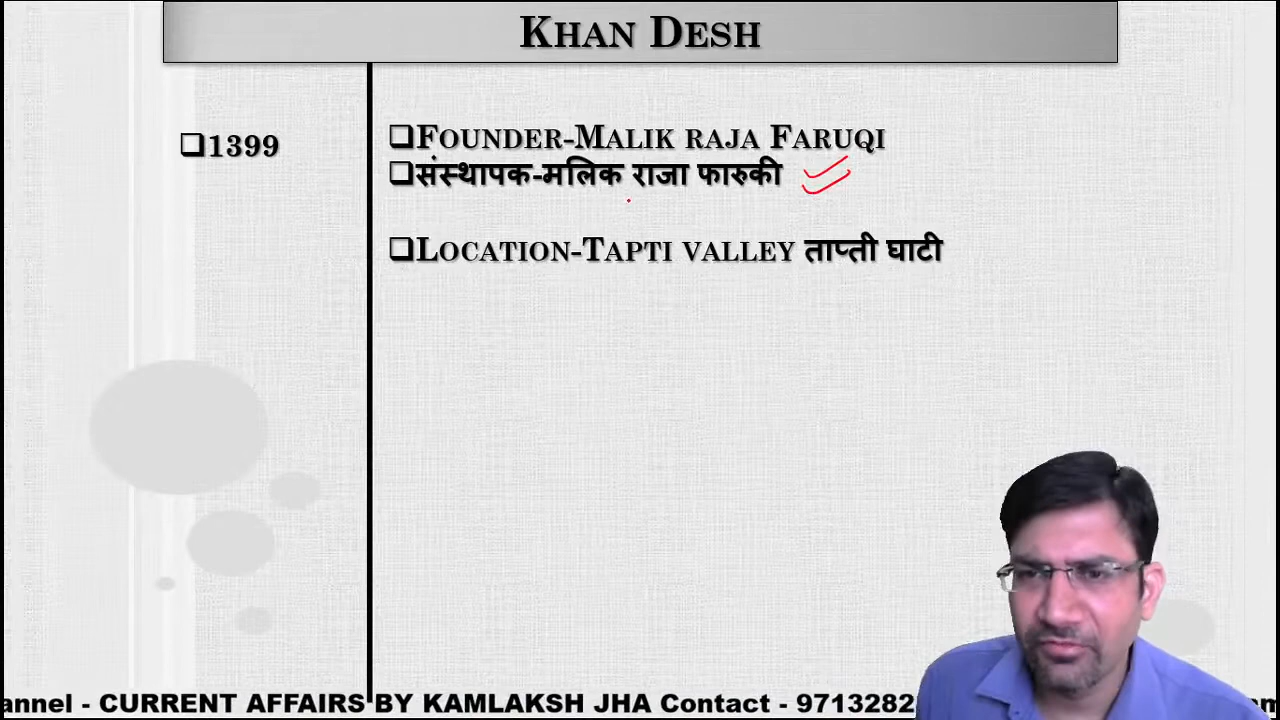 KHAN DESH
❑1399
❑FOUNDER-MALIK RAJA FARUQI
❑संस्थापक-मलिक राजा फारुकी
❑LOCATION-TAPTI VALLEY ताप्ती घाटी
annel - CURRENT AFFAIRS BY KAMLAKSH JHA Contact - 9713282